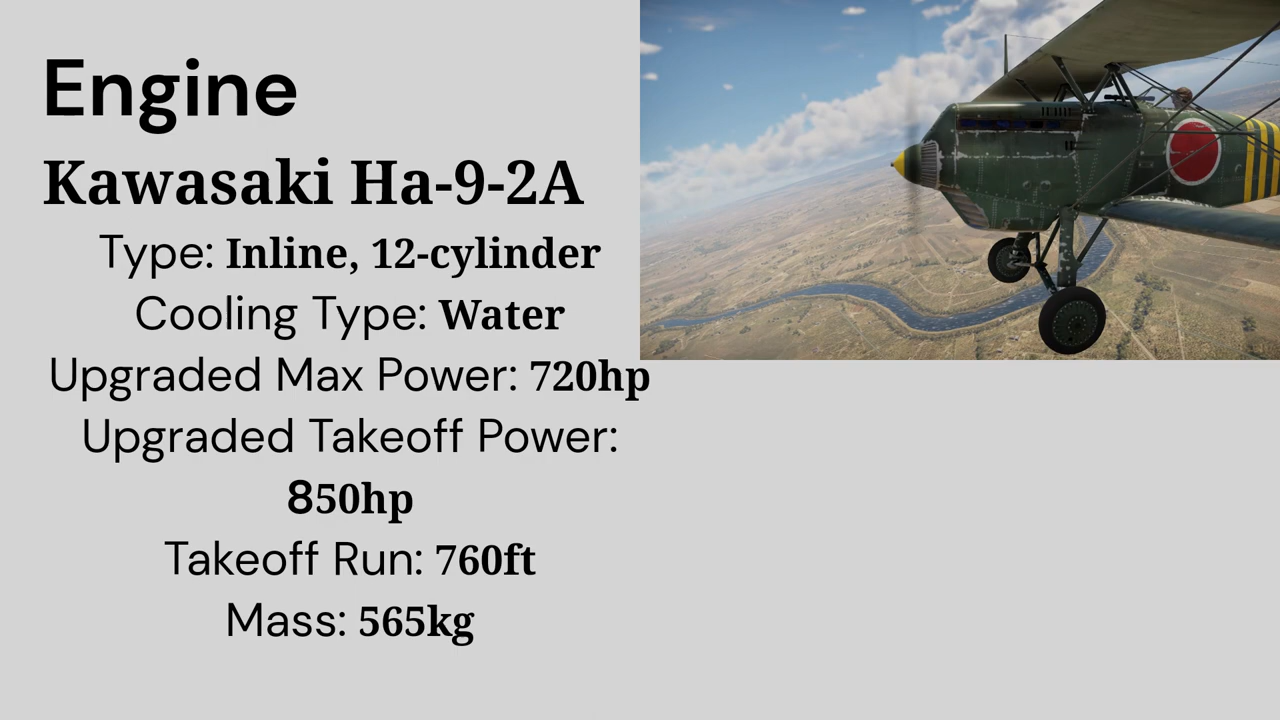 Engine
Kawasaki Ha-9-2A
Type: Inline, 12-cylinder
Cooling Type: Water
Upgraded Max Power: 720hp
Upgraded Takeoff Power:
850hp
Takeoff Run: 760ft
Mass: 565kg